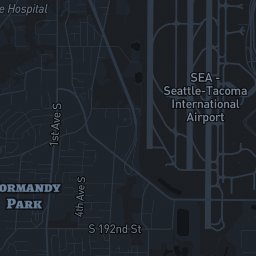 e Hospital
SEA -
Seattle-Tacoma
International
Airport
1st Ave S
ORMANDY
PARK
4th Ave S
S 192nd St